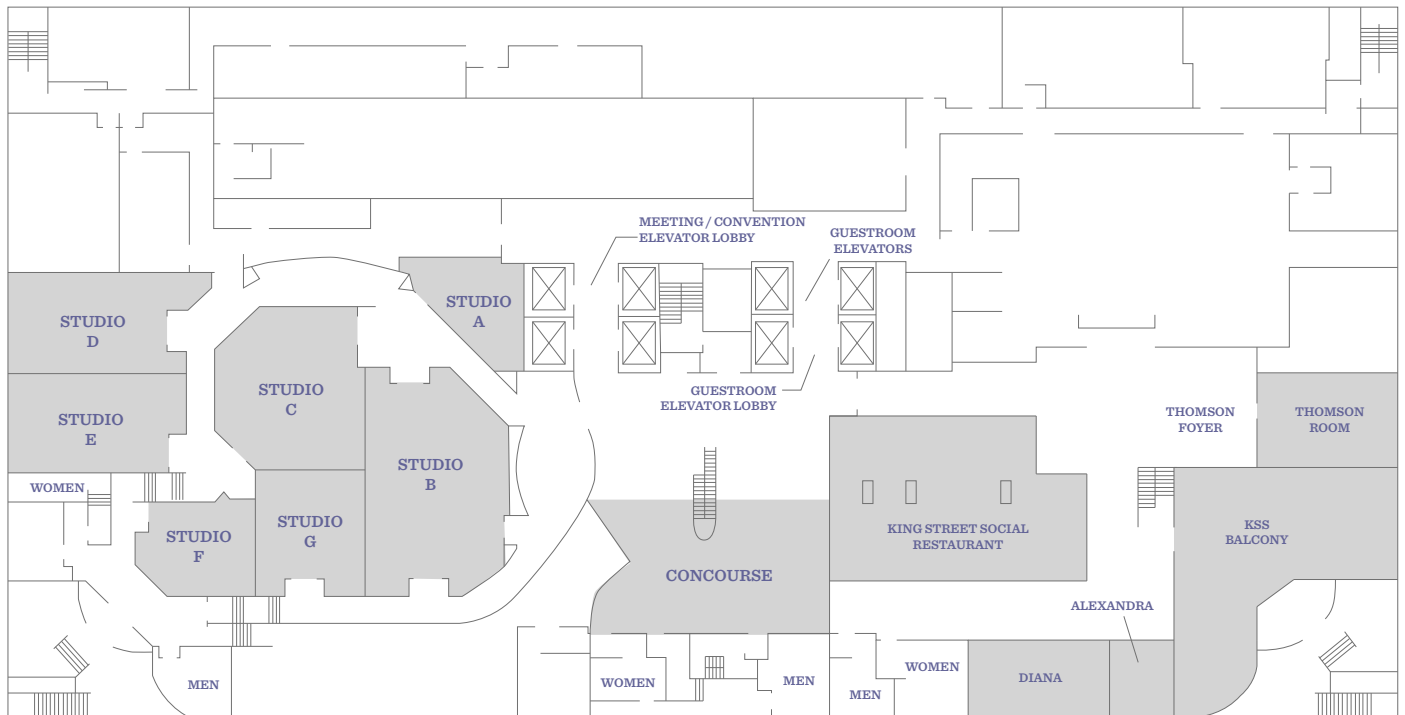 MEETING / CONVENTION
ELEVATOR LOBBY
GUESTROOM
ELEVATORS
STUDIO
A
STUDIO
D
STUDIO
C
GUESTROOM
ELEVATOR LOBBY
STUDIO
E
STUDIO
B
THOMSON
FOYER
THOMSON
ROOM
WOMEN
STUDIO
F
STUDIO
G
KING STREET SOCIAL
RESTAURANT
KSS
BALCONY
CONCOURSE
ALEXANDRA
MEN
WOMEN
MEN
MEN
WOMEN
DIANA